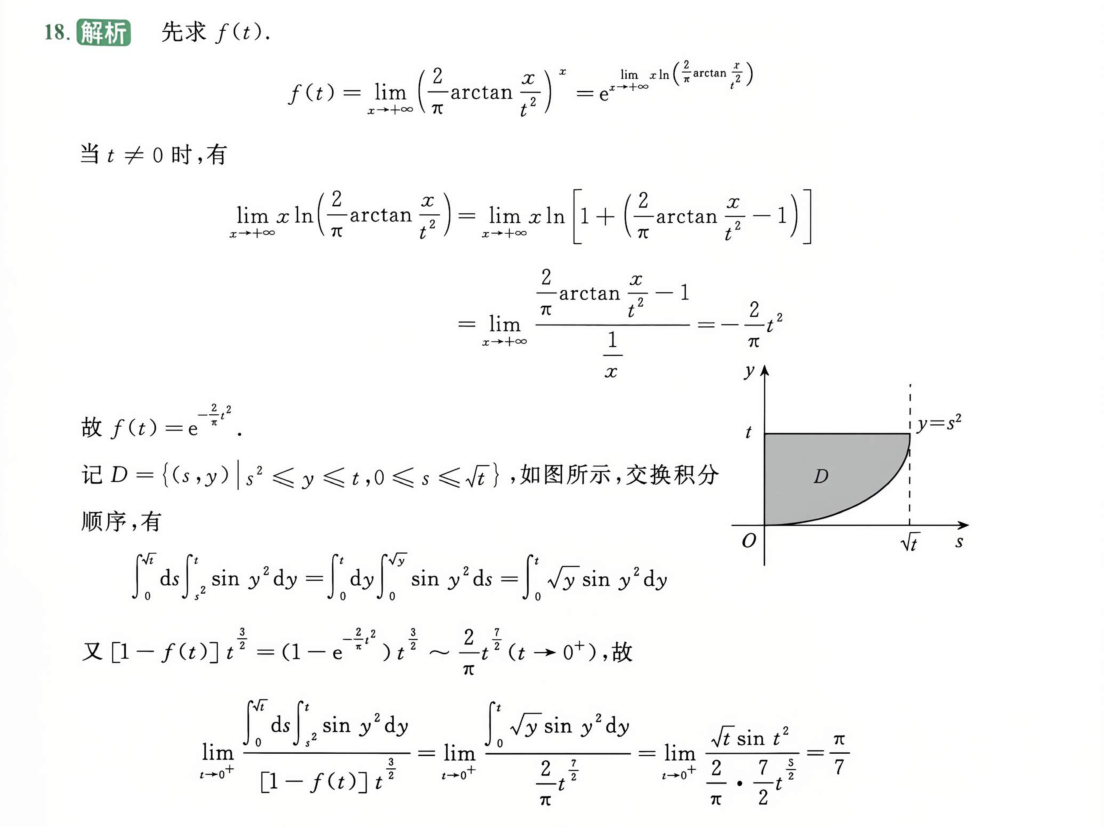 18. 解析 先求 f(t).
f(t) = lim_{x→+∞} (2/π arctan x/t²)^x = e^{lim_{x→+∞} x ln(2/π arctan x/t²)}
当 t ≠ 0 时,有
lim_{x→+∞} x ln(2/π arctan x/t²) = lim_{x→+∞} x ln[1 + (2/π arctan x/t² − 1)]
= lim_{x→+∞} (2/π arctan x/t² − 1)/(1/x) = −2/π t²
故 f(t) = e^{−2/π t²}.
记 D = {(s,y)|s² ⩽ y ⩽ t,0 ⩽ s ⩽ √t},如图所示,交换积分
顺序,有
y
t
y=s²
D
O
√t
s
∫_0^{√t} ds ∫_{s²}^t sin y² dy = ∫_0^t dy ∫_0^{√y} sin y² ds = ∫_0^t √y sin y² dy
又 [1 − f(t)] t^{3/2} = (1 − e^{−2/π t²}) t^{3/2} ~ 2/π t^{7/2} (t → 0⁺),故
lim_{t→0⁺} (∫_0^{√t} ds ∫_{s²}^t sin y² dy)/([1 − f(t)] t^{3/2}) = lim_{t→0⁺} (∫_0^t √y sin y² dy)/(2/π t^{7/2}) = lim_{t→0⁺} (√t sin t²)/(2/π · 7/2 t^{5/2}) = π/7